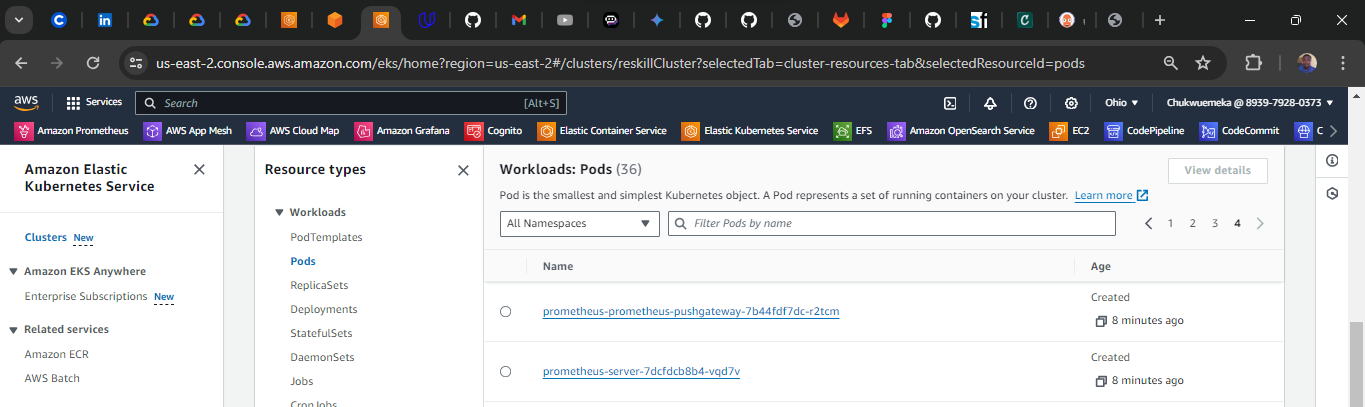 us-east-2.console.aws.amazon.com/eks/home?region=us-east-2#/clusters/reskillCluster?selectedTab=cluster-resources-tab&selectedResourceId=pods
aws
Services
Search
[Alt+S]
Ohio
Chukwuemeka @ 8939-7928-0373
Amazon Prometheus
AWS App Mesh
AWS Cloud Map
Amazon Grafana
Cognito
Elastic Container Service
Elastic Kubernetes Service
EFS
Amazon OpenSearch Service
EC2
CodePipeline
CodeCommit
C
Amazon Elastic
Kubernetes Service
Clusters New
Amazon EKS Anywhere
Enterprise Subscriptions New
Related services
Amazon ECR
AWS Batch
Resource types
Workloads
PodTemplates
Pods
ReplicaSets
Deployments
StatefulSets
DaemonSets
Jobs
CronJobs
Workloads: Pods (36)
View details
Pod is the smallest and simplest Kubernetes object. A Pod represents a set of running containers on your cluster. Learn more
All Namespaces
Filter Pods by name
1 2 3 4
Name
Age
prometheus-prometheus-pushgateway-7b44fdf7dc-r2tcm
Created
8 minutes ago
prometheus-server-7dcfdcb8b4-vqd7v
Created
8 minutes ago